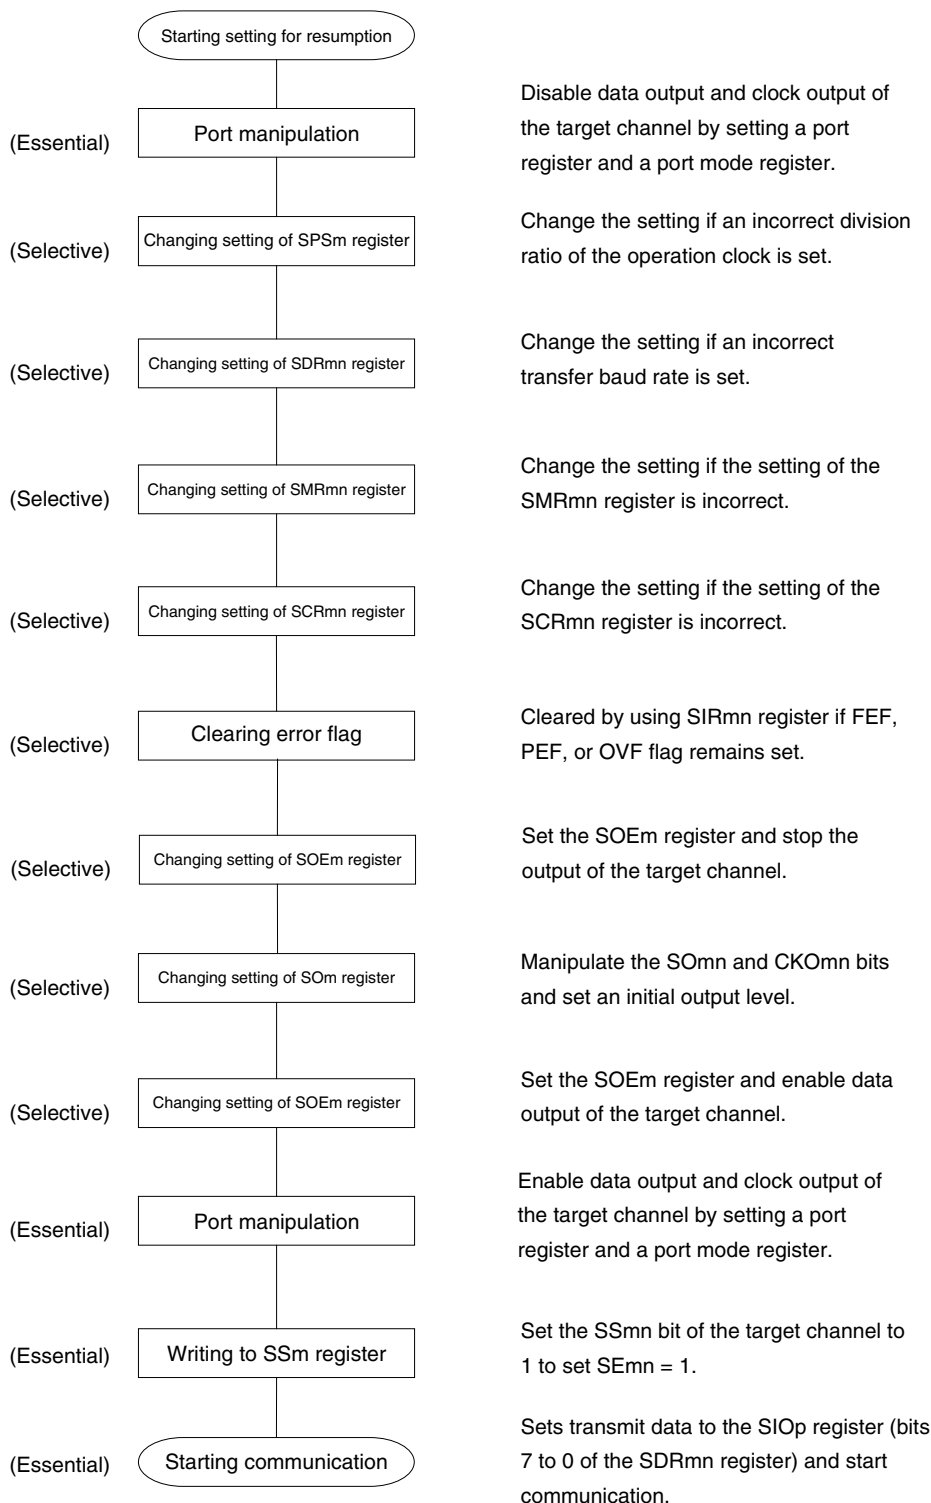 Starting setting for resumption
(Essential)
Port manipulation
Disable data output and clock output of
the target channel by setting a port
register and a port mode register.
(Selective)
Changing setting of SPSm register
Change the setting if an incorrect division
ratio of the operation clock is set.
(Selective)
Changing setting of SDRmn register
Change the setting if an incorrect
transfer baud rate is set.
(Selective)
Changing setting of SMRmn register
Change the setting if the setting of the
SMRmn register is incorrect.
(Selective)
Changing setting of SCRmn register
Change the setting if the setting of the
SCRmn register is incorrect.
(Selective)
Clearing error flag
Cleared by using SIRmn register if FEF,
PEF, or OVF flag remains set.
(Selective)
Changing setting of SOEm register
Set the SOEm register and stop the
output of the target channel.
(Selective)
Changing setting of SOm register
Manipulate the SOmn and CKOmn bits
and set an initial output level.
(Selective)
Changing setting of SOEm register
Set the SOEm register and enable data
output of the target channel.
(Essential)
Port manipulation
Enable data output and clock output of
the target channel by setting a port
register and a port mode register.
(Essential)
Writing to SSm register
Set the SSmn bit of the target channel to
1 to set SEmn = 1.
(Essential)
Starting communication
Sets transmit data to the SIOp register (bits
7 to 0 of the SDRmn register) and start
communication.